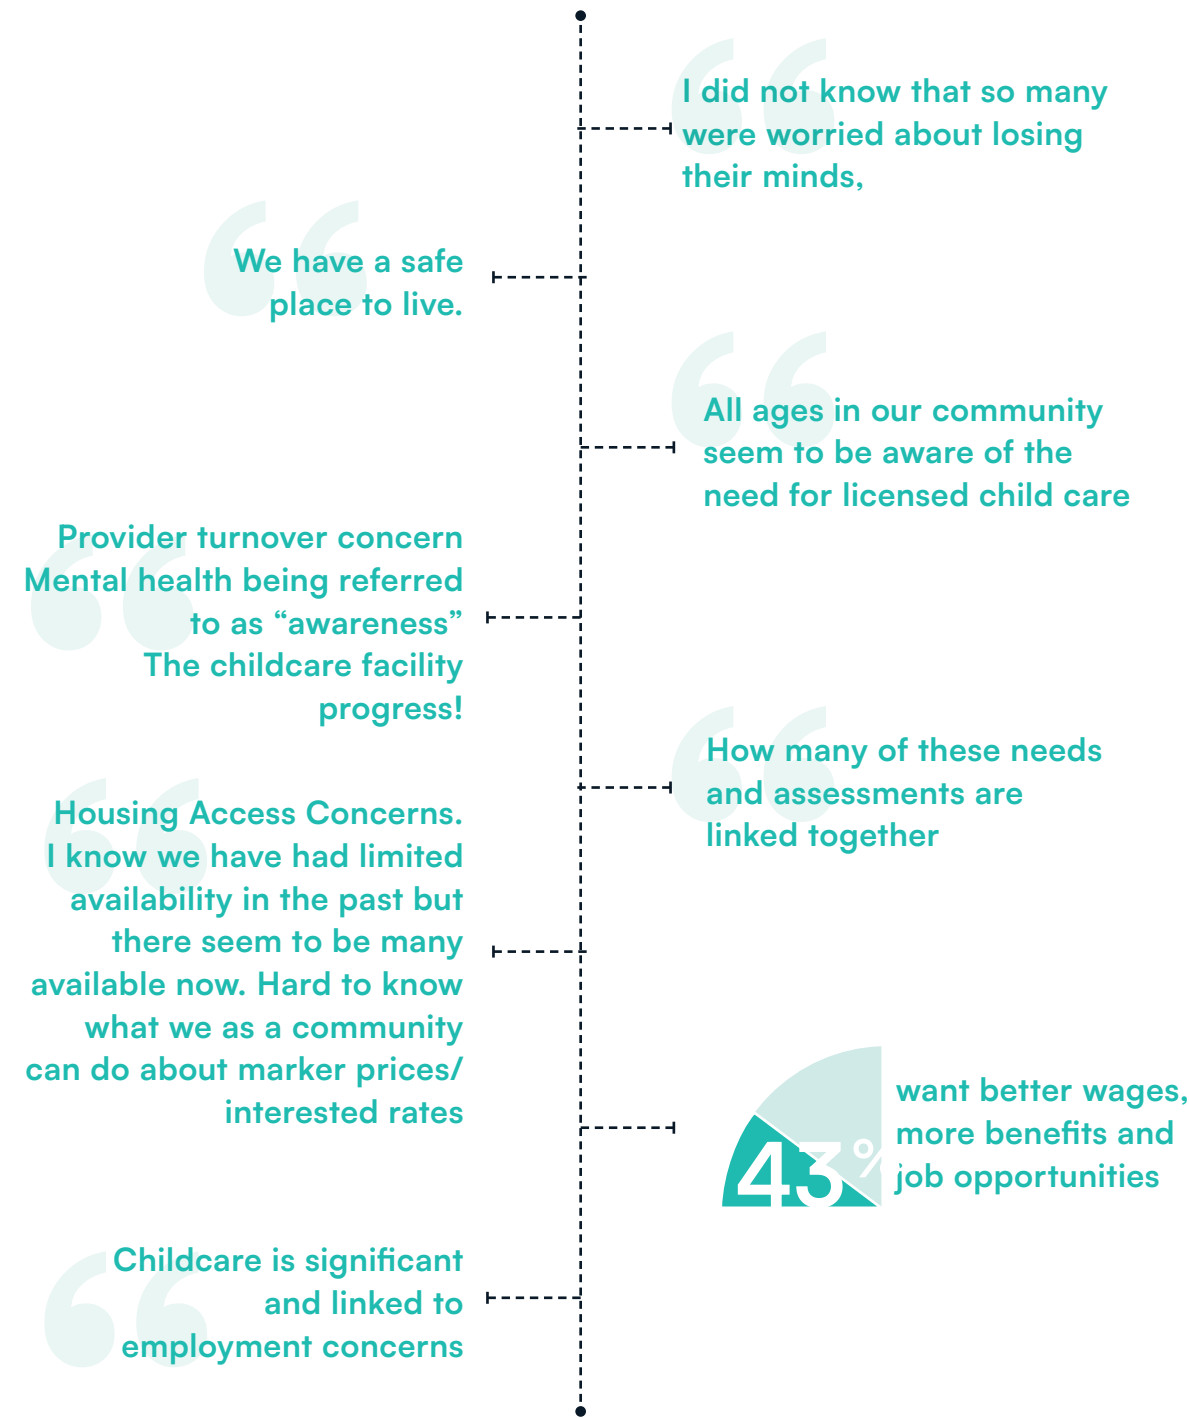 I did not know that so many
were worried about losing
their minds,
We have a safe
place to live.
All ages in our community
seem to be aware of the
need for licensed child care
Provider turnover concern
Mental health being referred
to as “awareness”
The childcare facility
progress!
How many of these needs
and assessments are
linked together
Housing Access Concerns.
I know we have had limited
availability in the past but
there seem to be many
available now. Hard to know
what we as a community
can do about marker prices/
interested rates
43%
want better wages,
more benefits and
job opportunities
Childcare is significant
and linked to
employment concerns